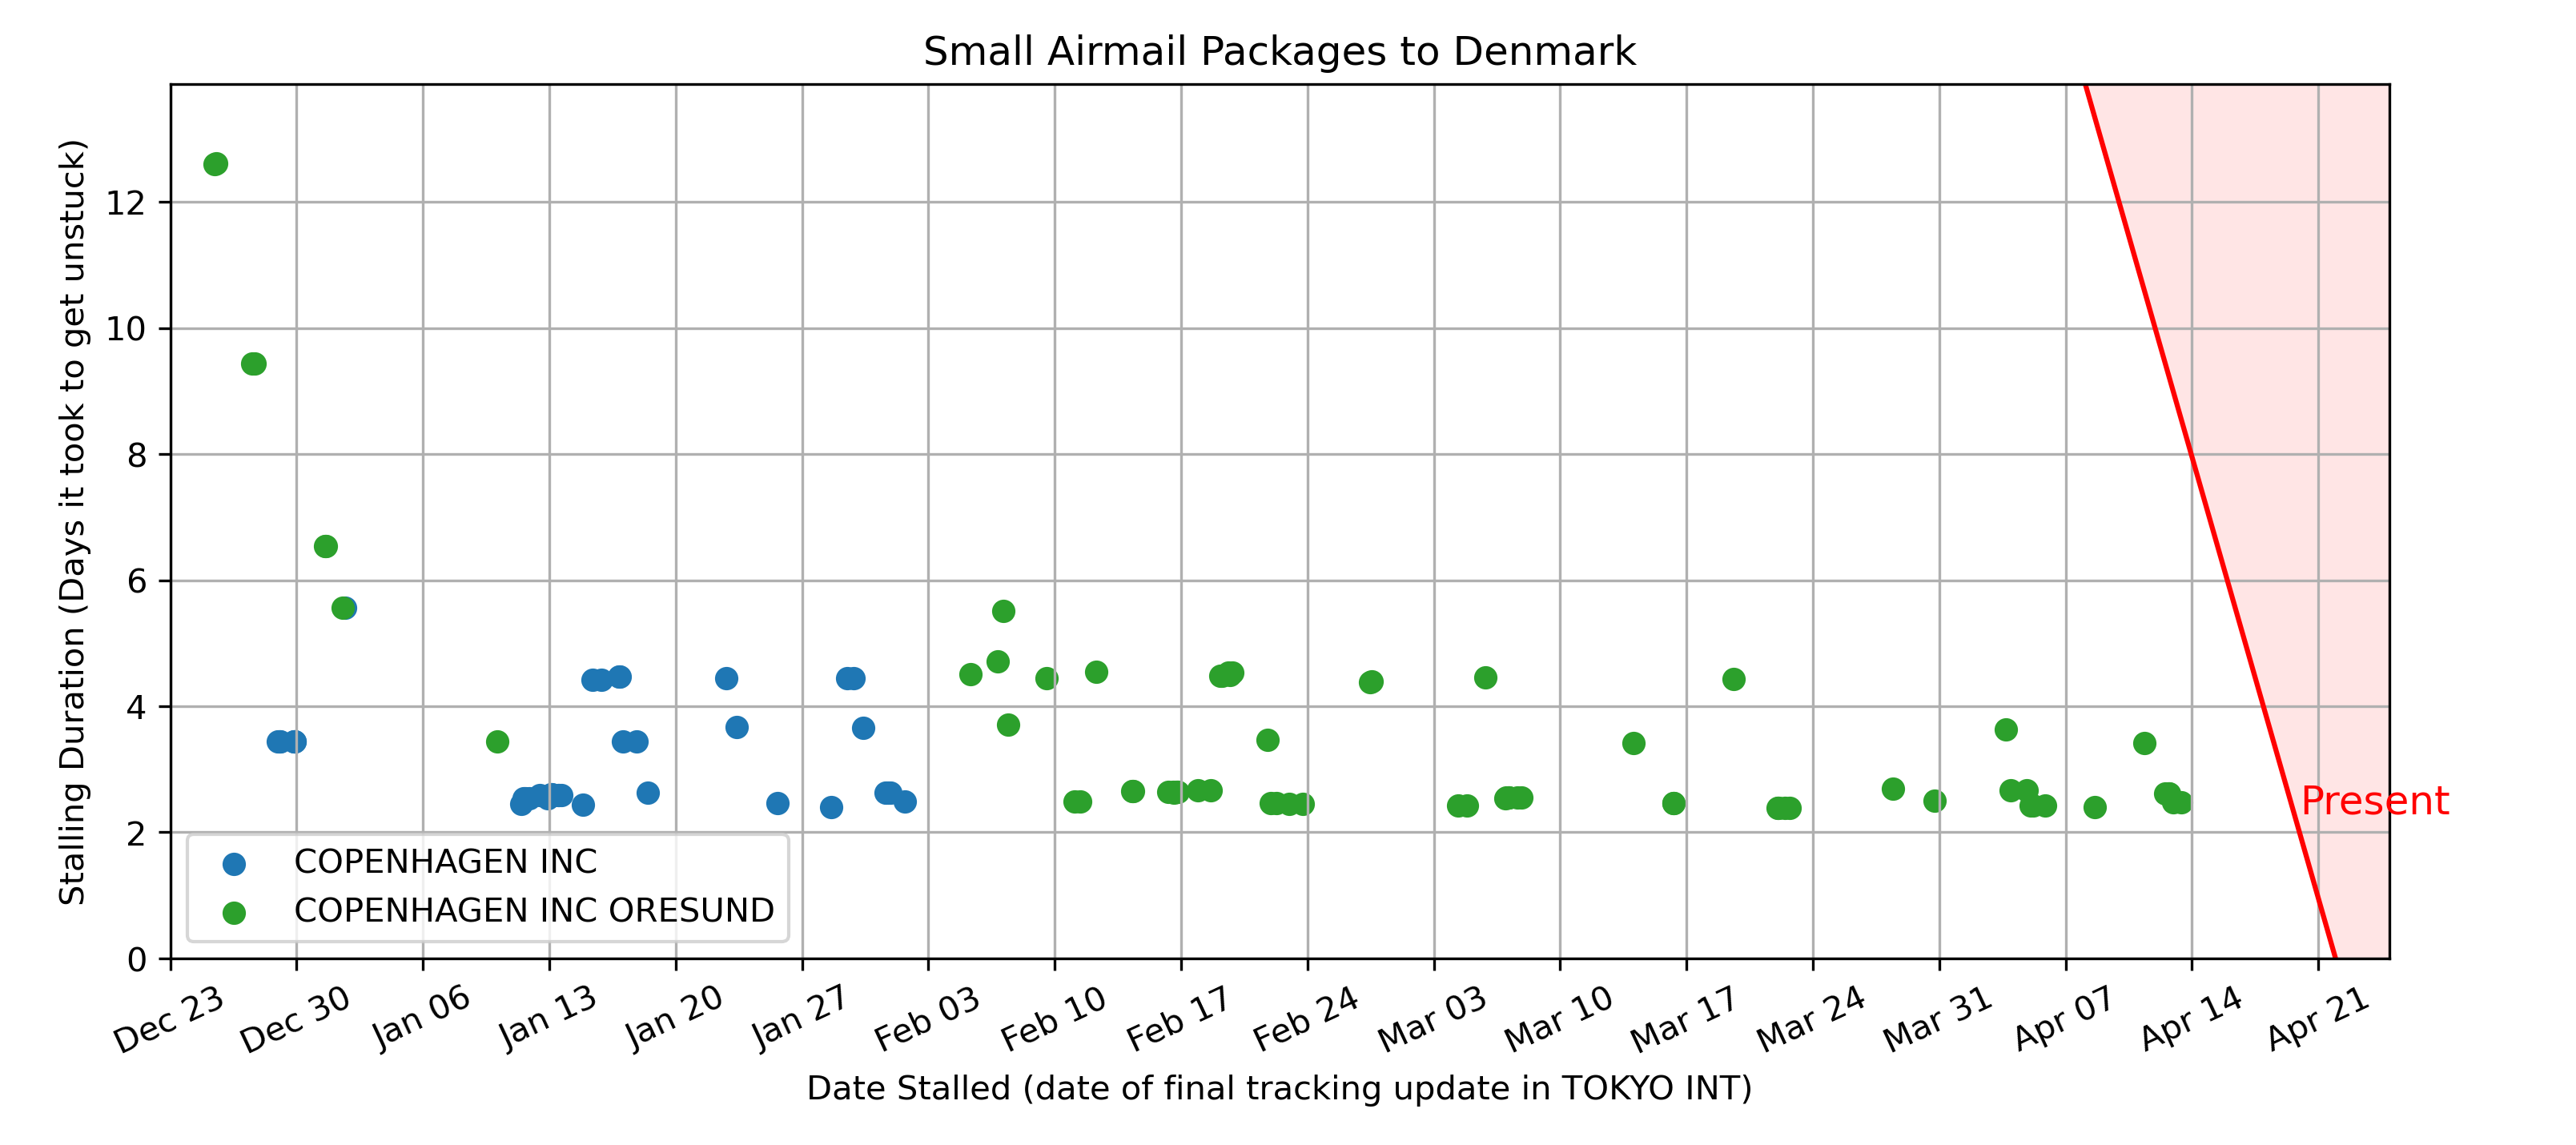 Small Airmail Packages to Denmark
Stalling Duration (Days it took to get unstuck)
12
10
8
6
4
2
0
Present
COPENHAGEN INC
COPENHAGEN INC ORESUND
Dec 23 Dec 30 Jan 06 Jan 13 Jan 20 Jan 27 Feb 03 Feb 10 Feb 17 Feb 24 Mar 03 Mar 10 Mar 17 Mar 24 Mar 31 Apr 07 Apr 14 Apr 21
Date Stalled (date of final tracking update in TOKYO INT)